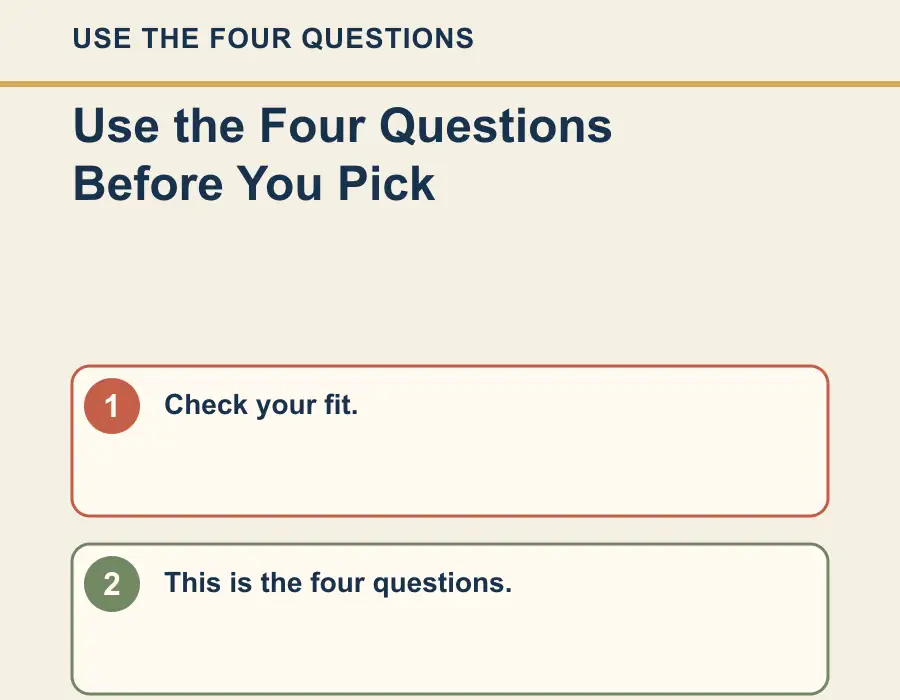 USE THE FOUR QUESTIONS
Use the Four Questions
Before You Pick
1
Check your fit.
2
This is the four questions.